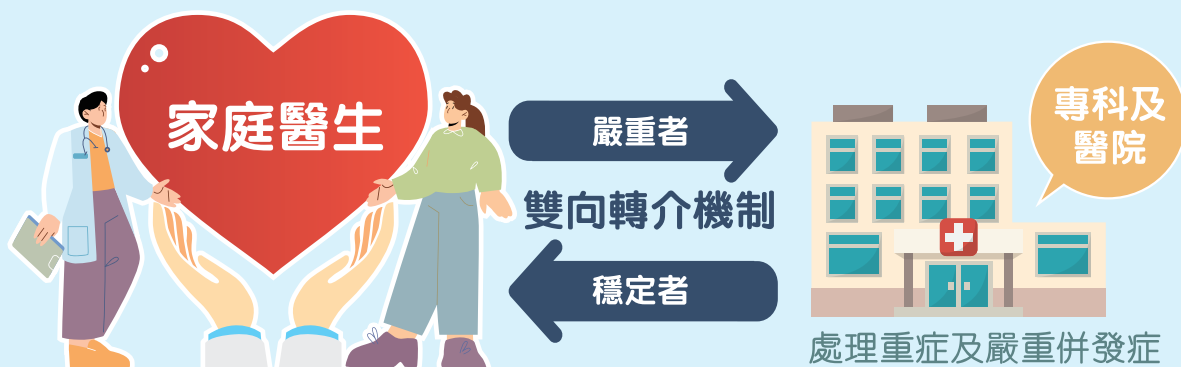 家庭醫生
嚴重者
雙向轉介機制
穩定者
專科及
醫院
處理重症及嚴重併發症